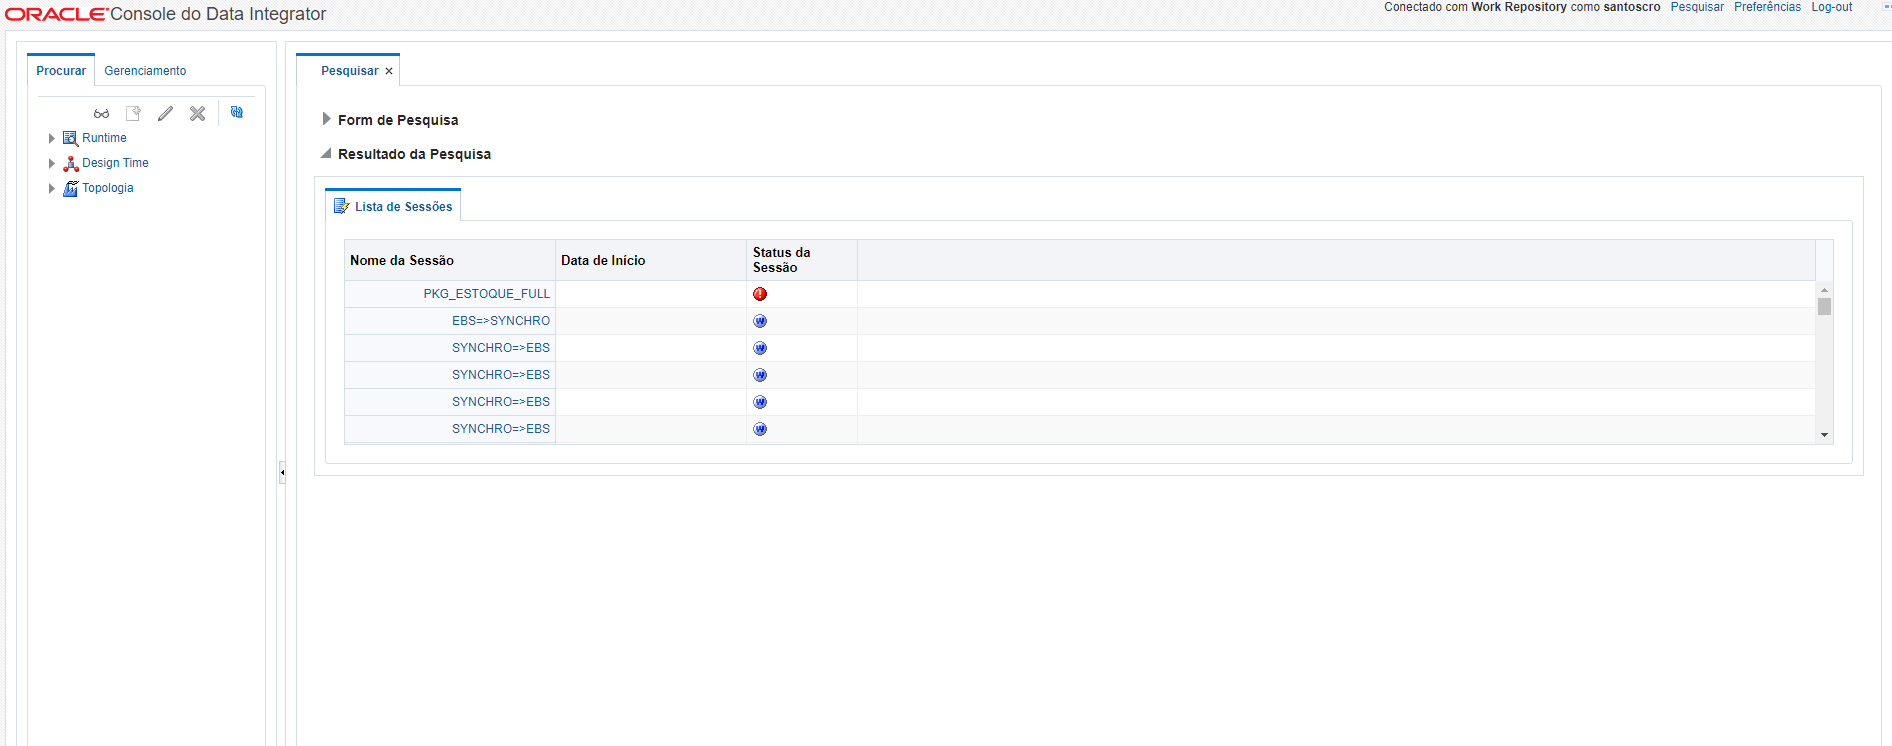 ORACLE Console do Data Integrator
Conectado com Work Repository como santoscro Pesquisar Preferências Log-out
Procurar Gerenciamento
Runtime
Design Time
Topologia
Pesquisar ×
Form de Pesquisa
Resultado da Pesquisa
Lista de Sessões
Nome da Sessão Data de Início Status da Sessão
PKG_ESTOQUE_FULL
EBS=>SYNCHRO
SYNCHRO=>EBS
SYNCHRO=>EBS
SYNCHRO=>EBS
SYNCHRO=>EBS